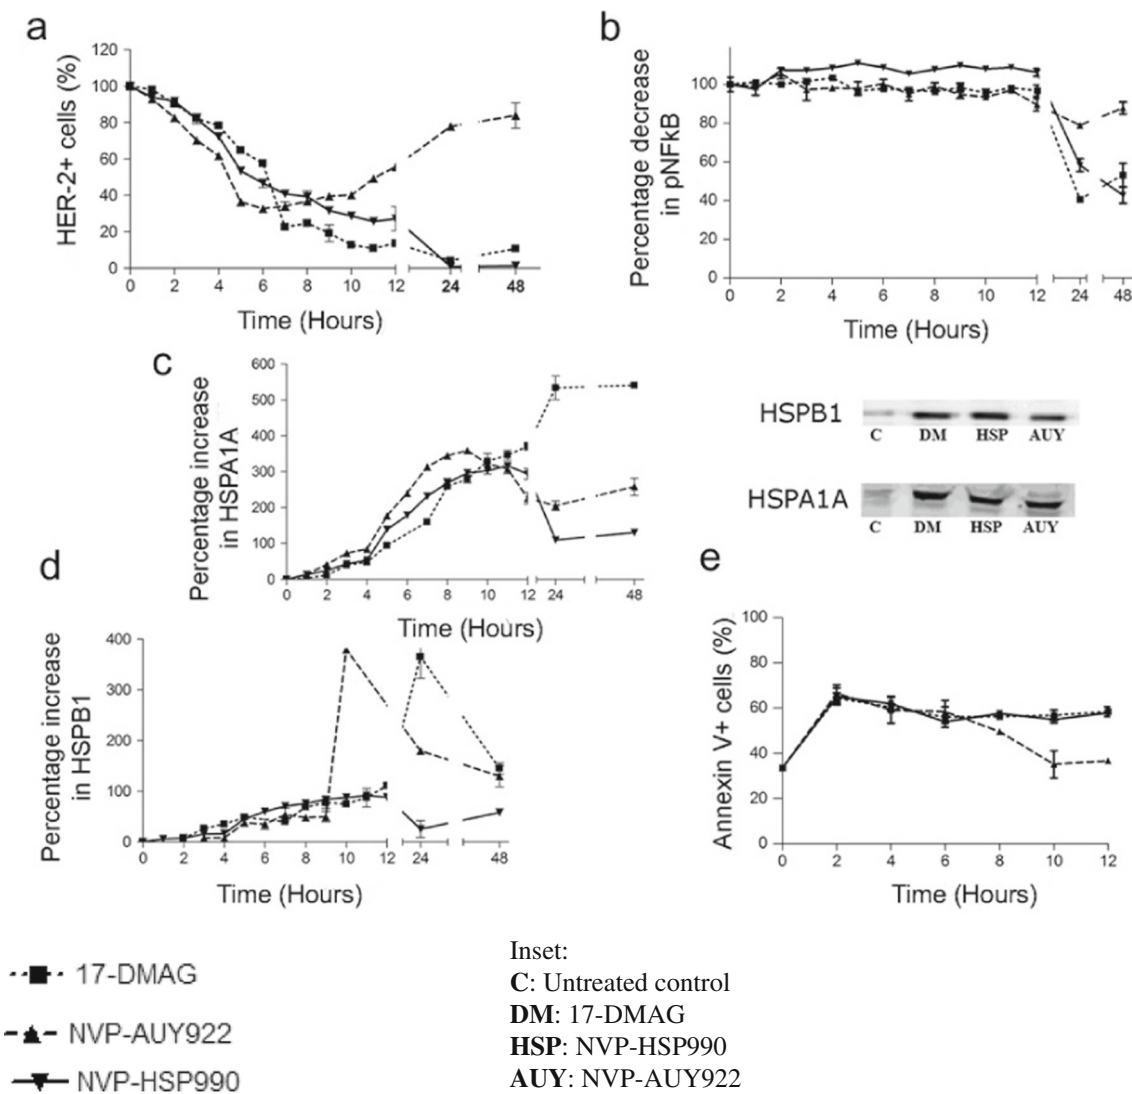 a
HER-2+ cells (%)
120
100
80
60
40
20
0
0 2 4 6 8 10 12 24 48
Time (Hours)
b
Percentage decrease
in pNFkB
100
80
60
40
20
0
0 2 4 6 8 10 12 24 48
Time (Hours)
c
Percentage increase
in HSPA1A
600
500
400
300
200
100
0
0 2 4 6 8 10 12 24 48
Time (Hours)
HSPB1
C DM HSP AUY
HSPA1A
C DM HSP AUY
d
Percentage increase
in HSPB1
400
300
200
100
0
0 2 4 6 8 10 12 24 48
Time (Hours)
e
Annexin V+ cells (%)
100
80
60
40
20
0
0 2 4 6 8 10 12
Time (Hours)
17-DMAG
NVP-AUY922
NVP-HSP990
Inset:
C: Untreated control
DM: 17-DMAG
HSP: NVP-HSP990
AUY: NVP-AUY922